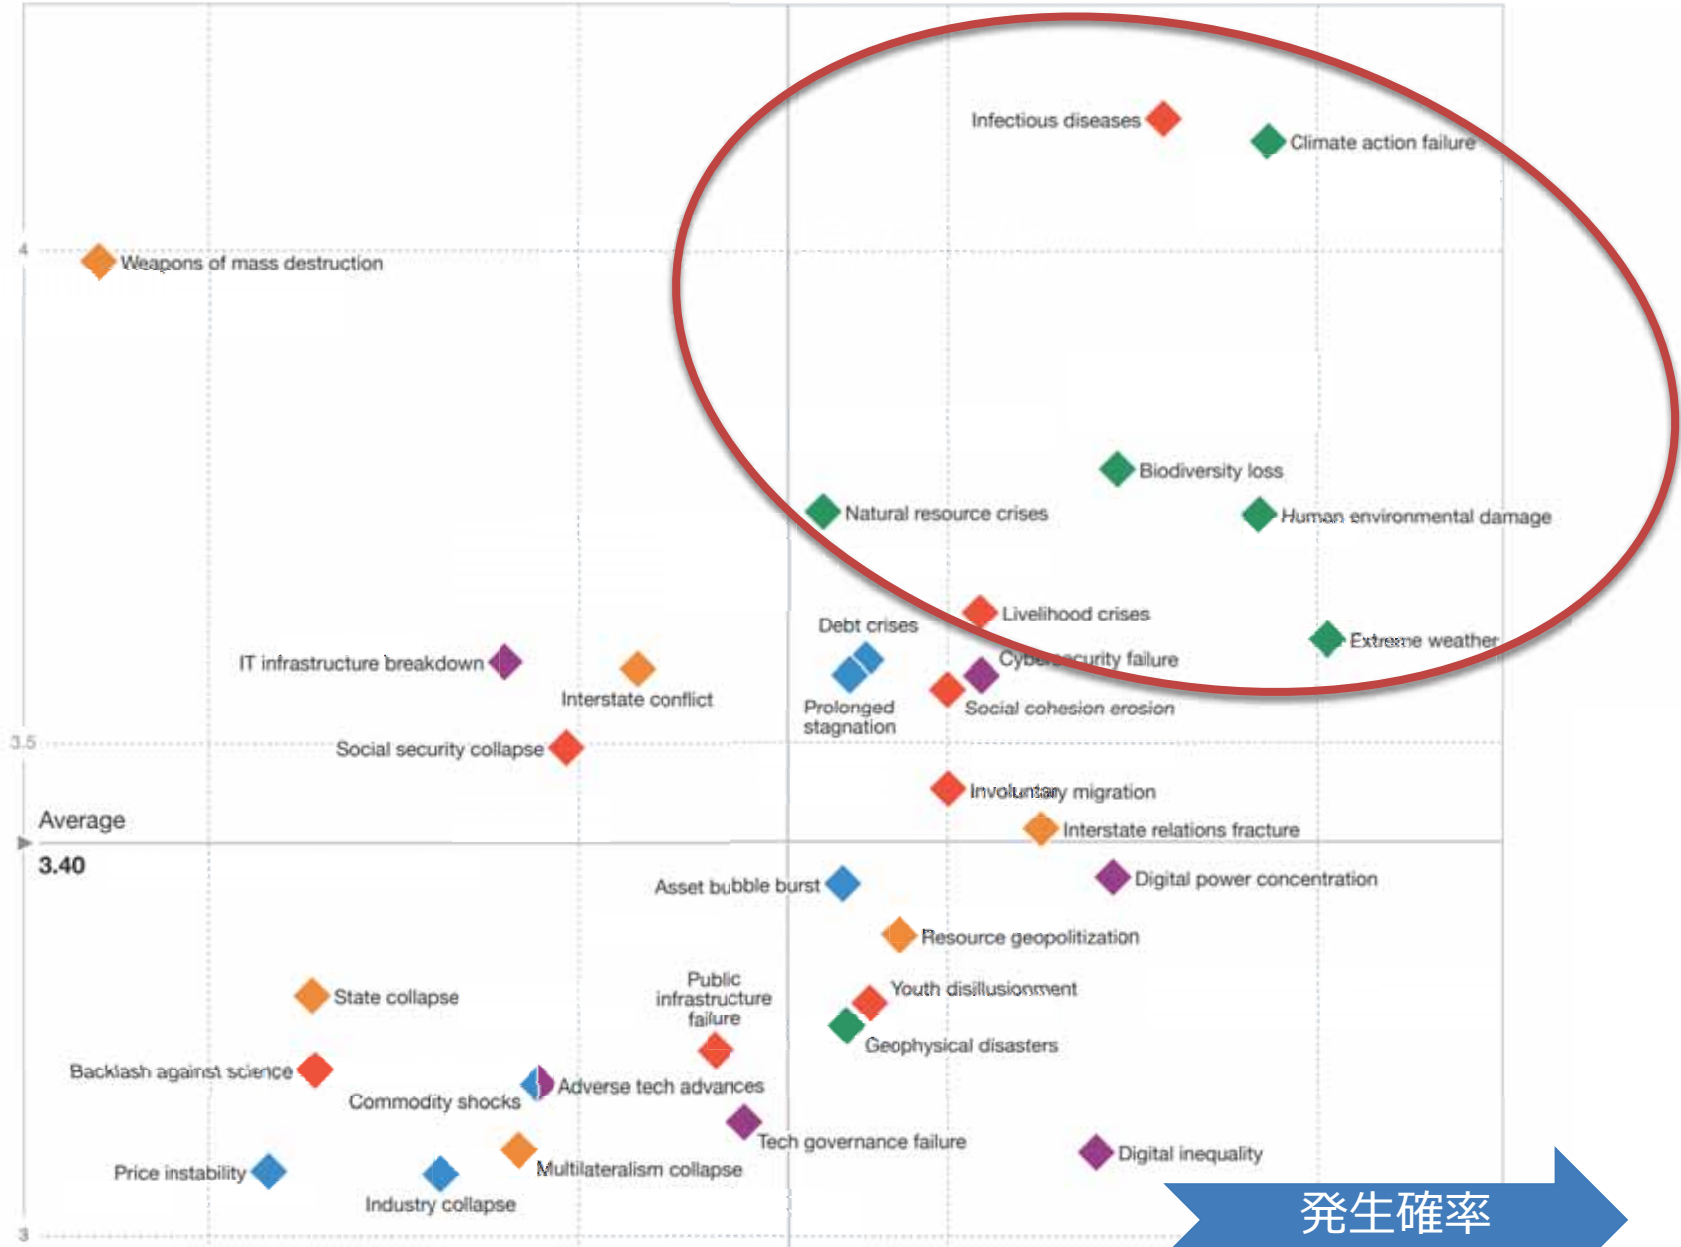 Infectious diseases
Climate action failure
4
Weapons of mass destruction
Biodiversity loss
Natural resource crises
Human environmental damage
Livelihood crises
Debt crises
Extreme weather
IT infrastructure breakdown
Cybersecurity failure
Interstate conflict
Prolonged
stagnation
Social cohesion erosion
3.5
Social security collapse
Involuntary migration
Average
Interstate relations fracture
3.40
Asset bubble burst
Digital power concentration
Resource geopolitization
Public
infrastructure
failure
State collapse
Youth disillusionment
Geophysical disasters
Backlash against science
Commodity shocks
Adverse tech advances
Tech governance failure
Digital inequality
Price instability
Multilateralism collapse
Industry collapse
発生確率
3